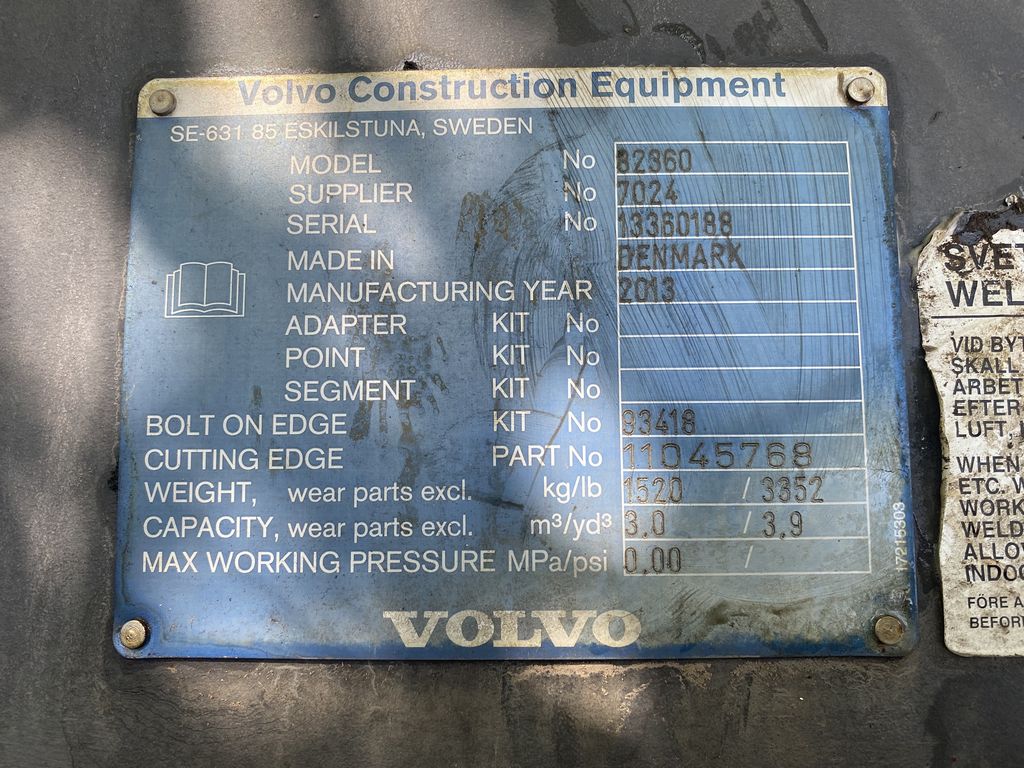 Volvo Construction Equipment
SE-631 85 ESKILSTUNA, SWEDEN
MODEL No 82860
SUPPLIER No 7024
SERIAL No 13360188
MADE IN DENMARK
MANUFACTURING YEAR 2013
ADAPTER KIT No
POINT KIT No
SEGMENT KIT No
BOLT ON EDGE KIT No 93418
CUTTING EDGE PART No 11045768
WEIGHT, wear parts excl. kg/lb 1520 / 3352
CAPACITY, wear parts excl. m³/yd³ 3.0 / 3.9
MAX WORKING PRESSURE MPa/psi 0.00 /
VOLVO
17215303
SVET
WEL
VID BYT
SKALL
ARBET
EFTER
LUFT,
WHEN
ETC. W
WORK
WELD
ALLO
INDOO
FÖRE A
BEFOR